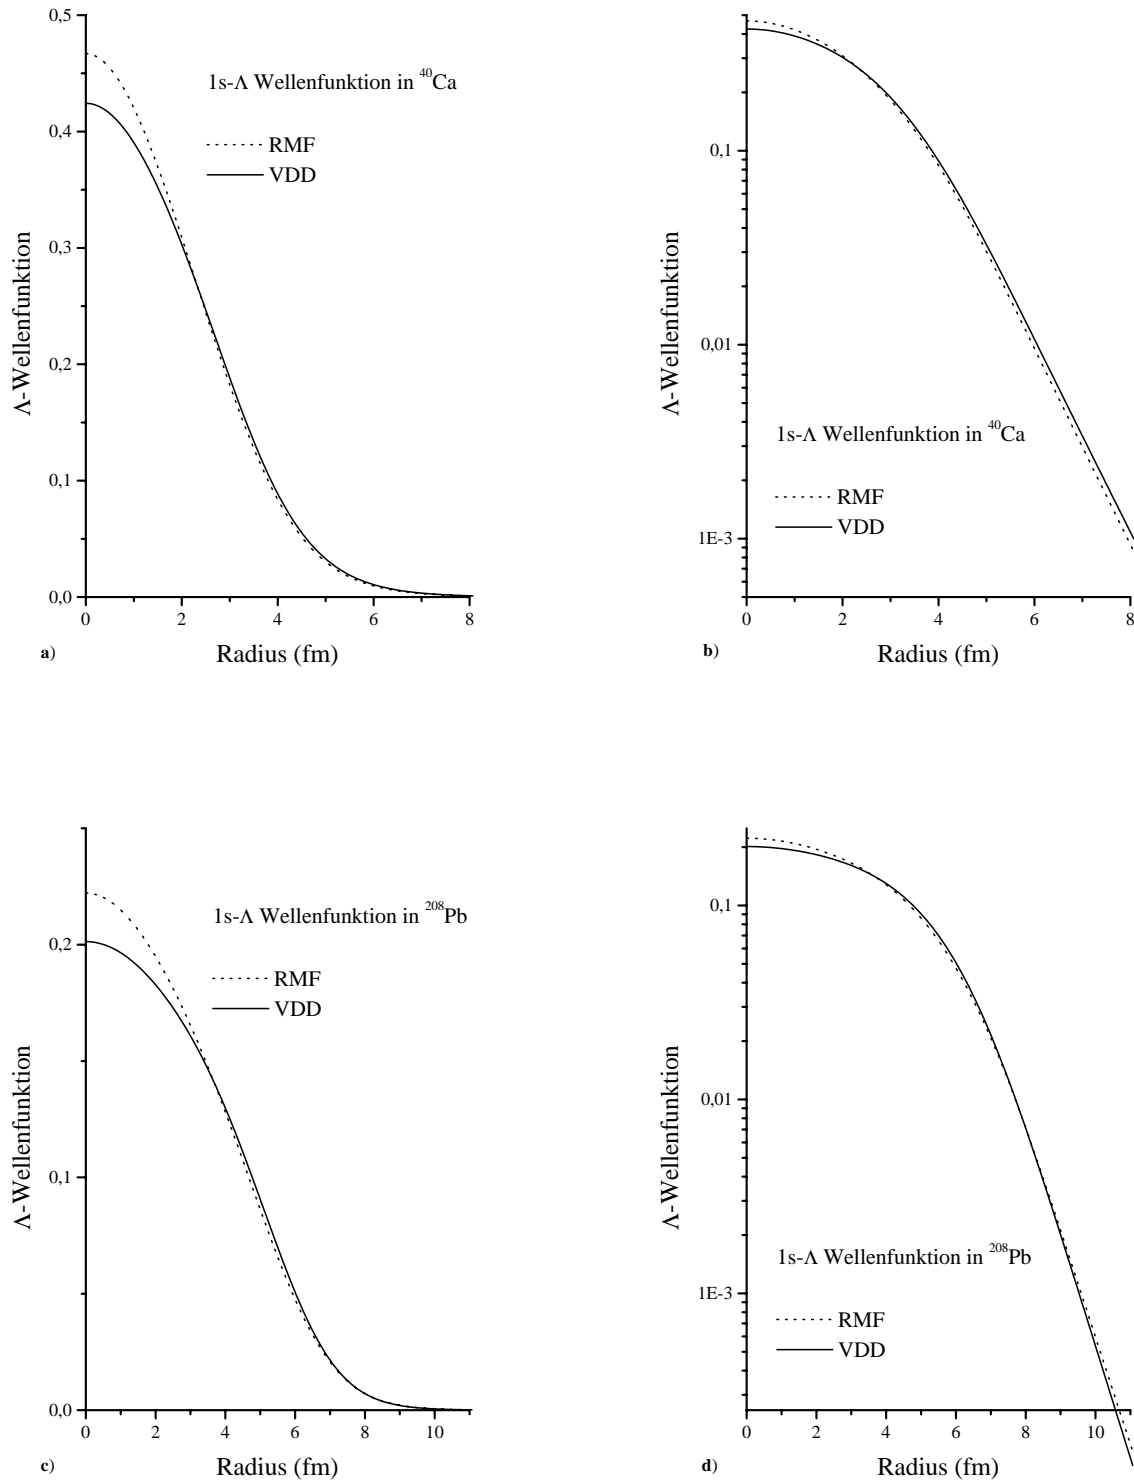 0,5
1s-Λ Wellenfunktion in ⁴⁰Ca
RMF
VDD
0,4
0,3
0,2
0,1
0,0
Λ-Wellenfunktion
0 2 4 6 8
Radius (fm)
a)
0,1
0,01
1E-3
Λ-Wellenfunktion
1s-Λ Wellenfunktion in ⁴⁰Ca
RMF
VDD
0 2 4 6 8
Radius (fm)
b)
1s-Λ Wellenfunktion in ²⁰⁸Pb
RMF
VDD
0,2
0,1
0,0
Λ-Wellenfunktion
0 2 4 6 8 10
Radius (fm)
c)
0,1
0,01
1E-3
Λ-Wellenfunktion
1s-Λ Wellenfunktion in ²⁰⁸Pb
RMF
VDD
0 2 4 6 8 10
Radius (fm)
d)